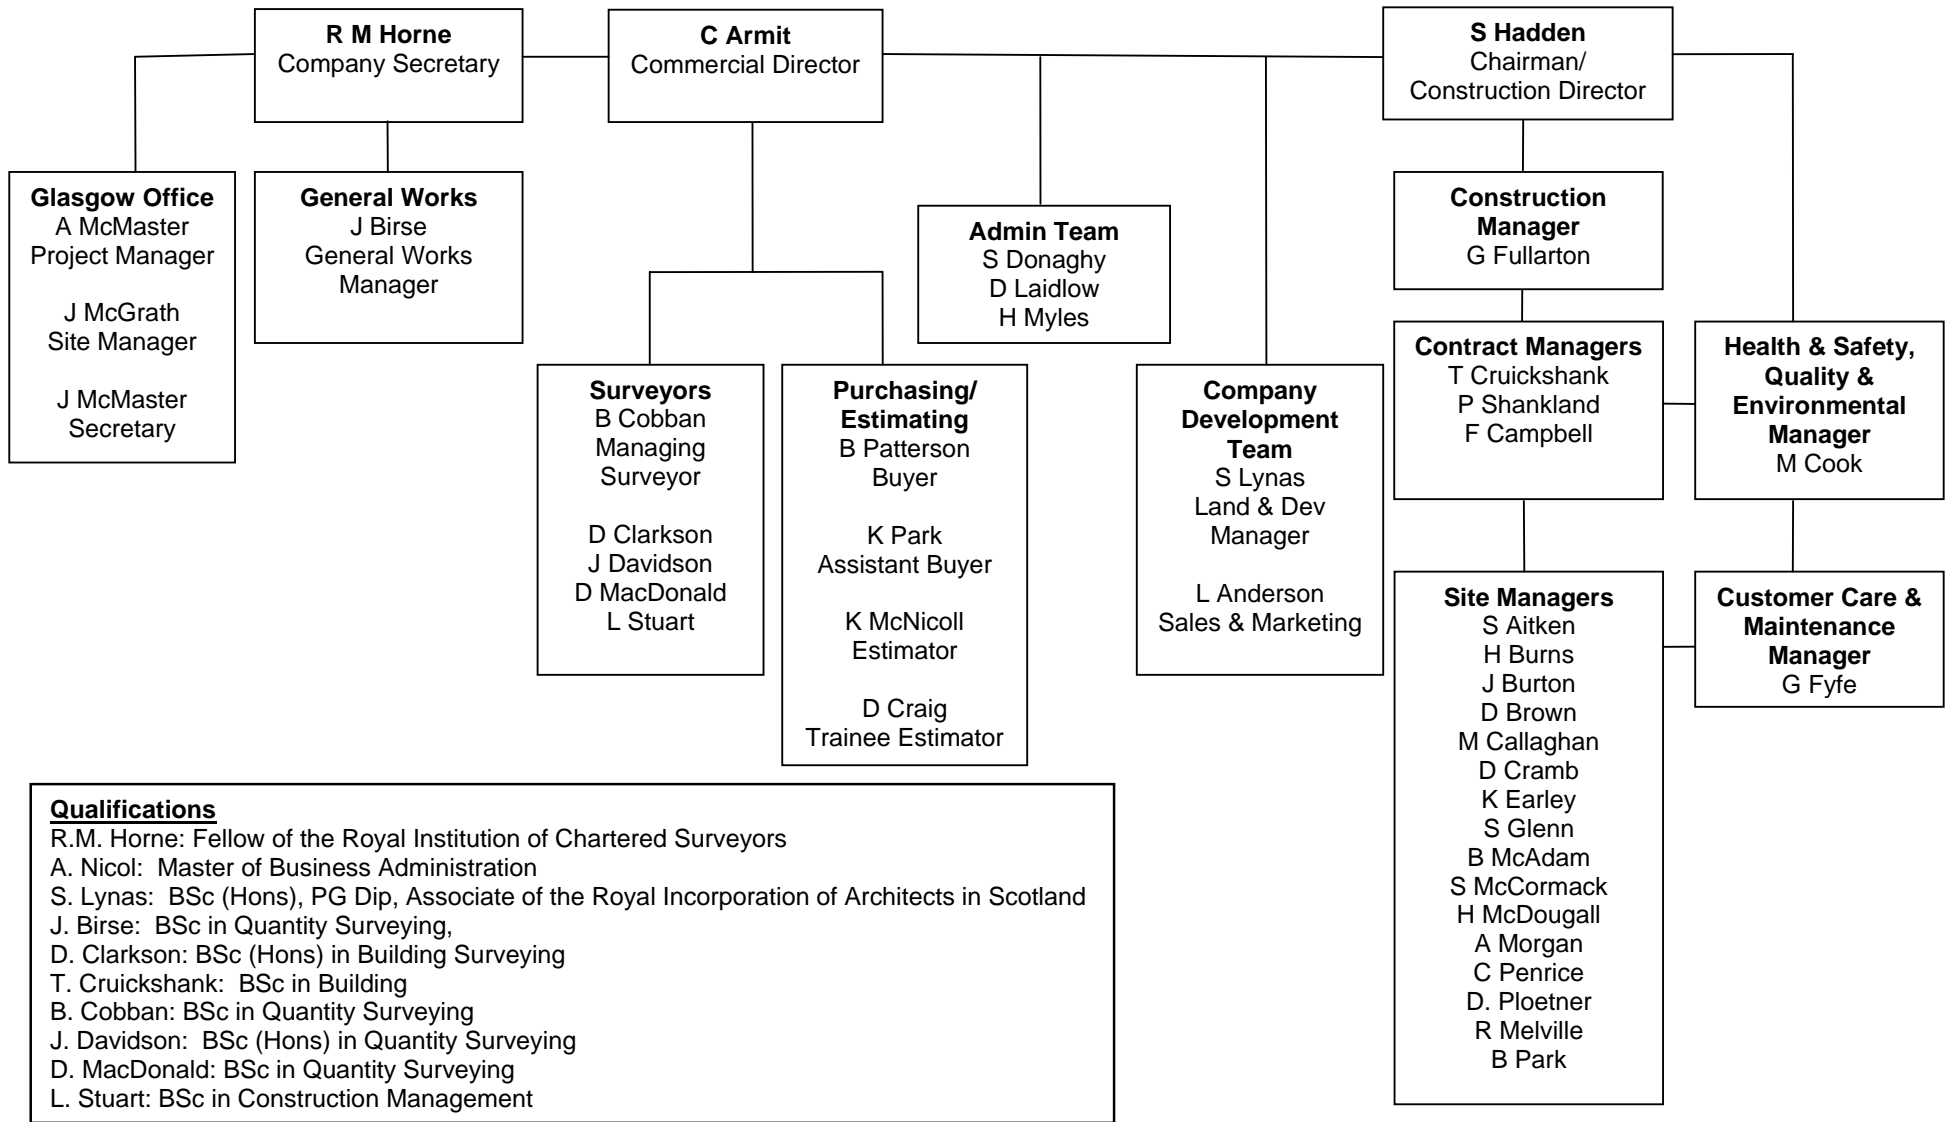 R M Horne
Company Secretary
C Armit
Commercial Director
S Hadden
Chairman/
Construction Director
Glasgow Office
A McMaster
Project Manager
J McGrath
Site Manager
J McMaster
Secretary
General Works
J Birse
General Works
Manager
Surveyors
B Cobban
Managing
Surveyor
D Clarkson
J Davidson
D MacDonald
L Stuart
Purchasing/
Estimating
B Patterson
Buyer
K Park
Assistant Buyer
K McNicoll
Estimator
D Craig
Trainee Estimator
Admin Team
S Donaghy
D Laidlow
H Myles
Company
Development
Team
S Lynas
Land & Dev
Manager
L Anderson
Sales & Marketing
Construction
Manager
G Fullarton
Contract Managers
T Cruickshank
P Shankland
F Campbell
Health & Safety,
Quality &
Environmental
Manager
M Cook
Site Managers
S Aitken
H Burns
J Burton
D Brown
M Callaghan
D Cramb
K Earley
S Glenn
B McAdam
S McCormack
H McDougall
A Morgan
C Penrice
D. Ploetner
R Melville
B Park
Customer Care &
Maintenance
Manager
G Fyfe
Qualifications
R.M. Horne: Fellow of the Royal Institution of Chartered Surveyors
A. Nicol: Master of Business Administration
S. Lynas: BSc (Hons), PG Dip, Associate of the Royal Incorporation of Architects in Scotland
J. Birse: BSc in Quantity Surveying,
D. Clarkson: BSc (Hons) in Building Surveying
T. Cruickshank: BSc in Building
B. Cobban: BSc in Quantity Surveying
J. Davidson: BSc (Hons) in Quantity Surveying
D. MacDonald: BSc in Quantity Surveying
L. Stuart: BSc in Construction Management